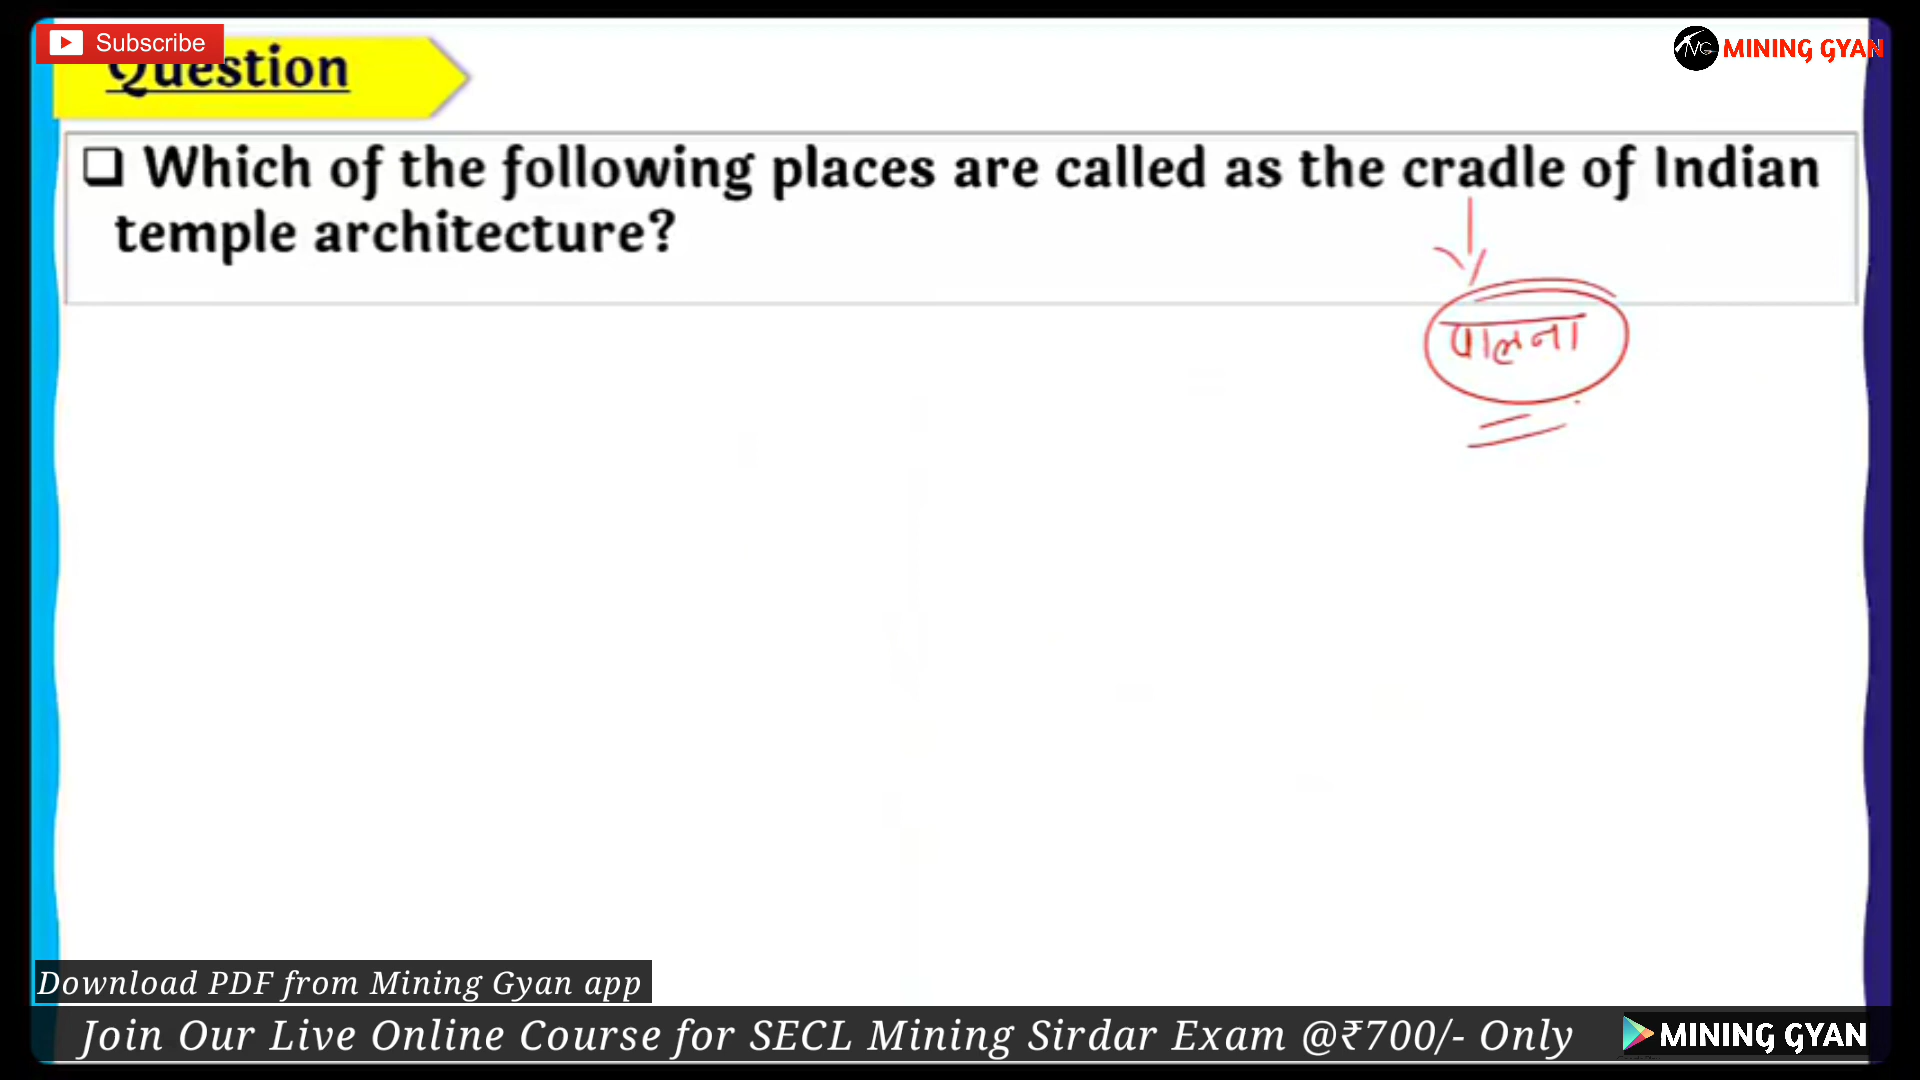 Subscribe
MINING GYAN
Question
❑ Which of the following places are called as the cradle of Indian
temple architecture?
पालना
Download PDF from Mining Gyan app
Join Our Live Online Course for SECL Mining Sirdar Exam @₹700/- Only
MINING GYAN